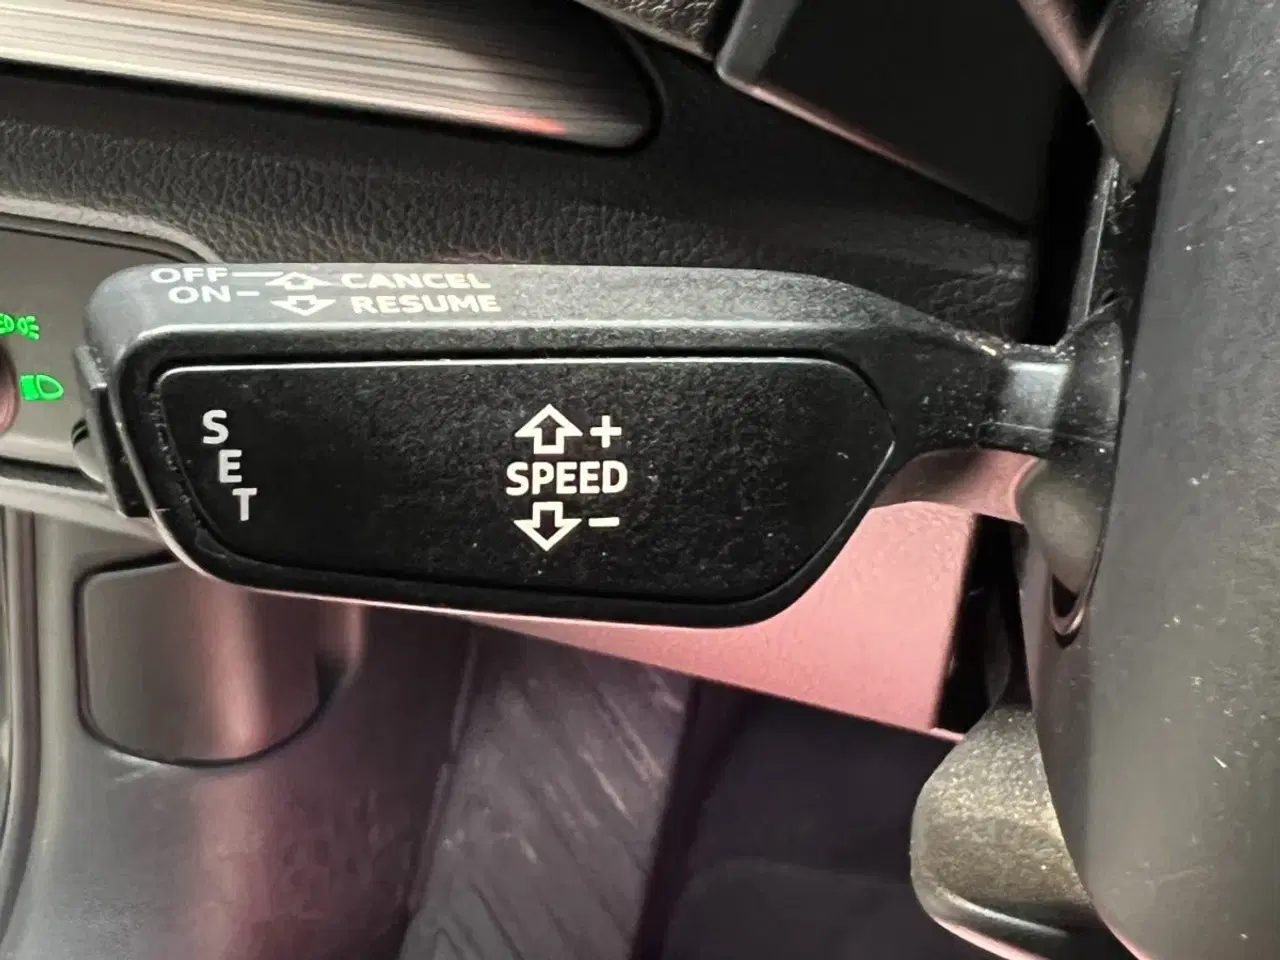 OFF CANCEL
ON RESUME
SET
+
SPEED
-